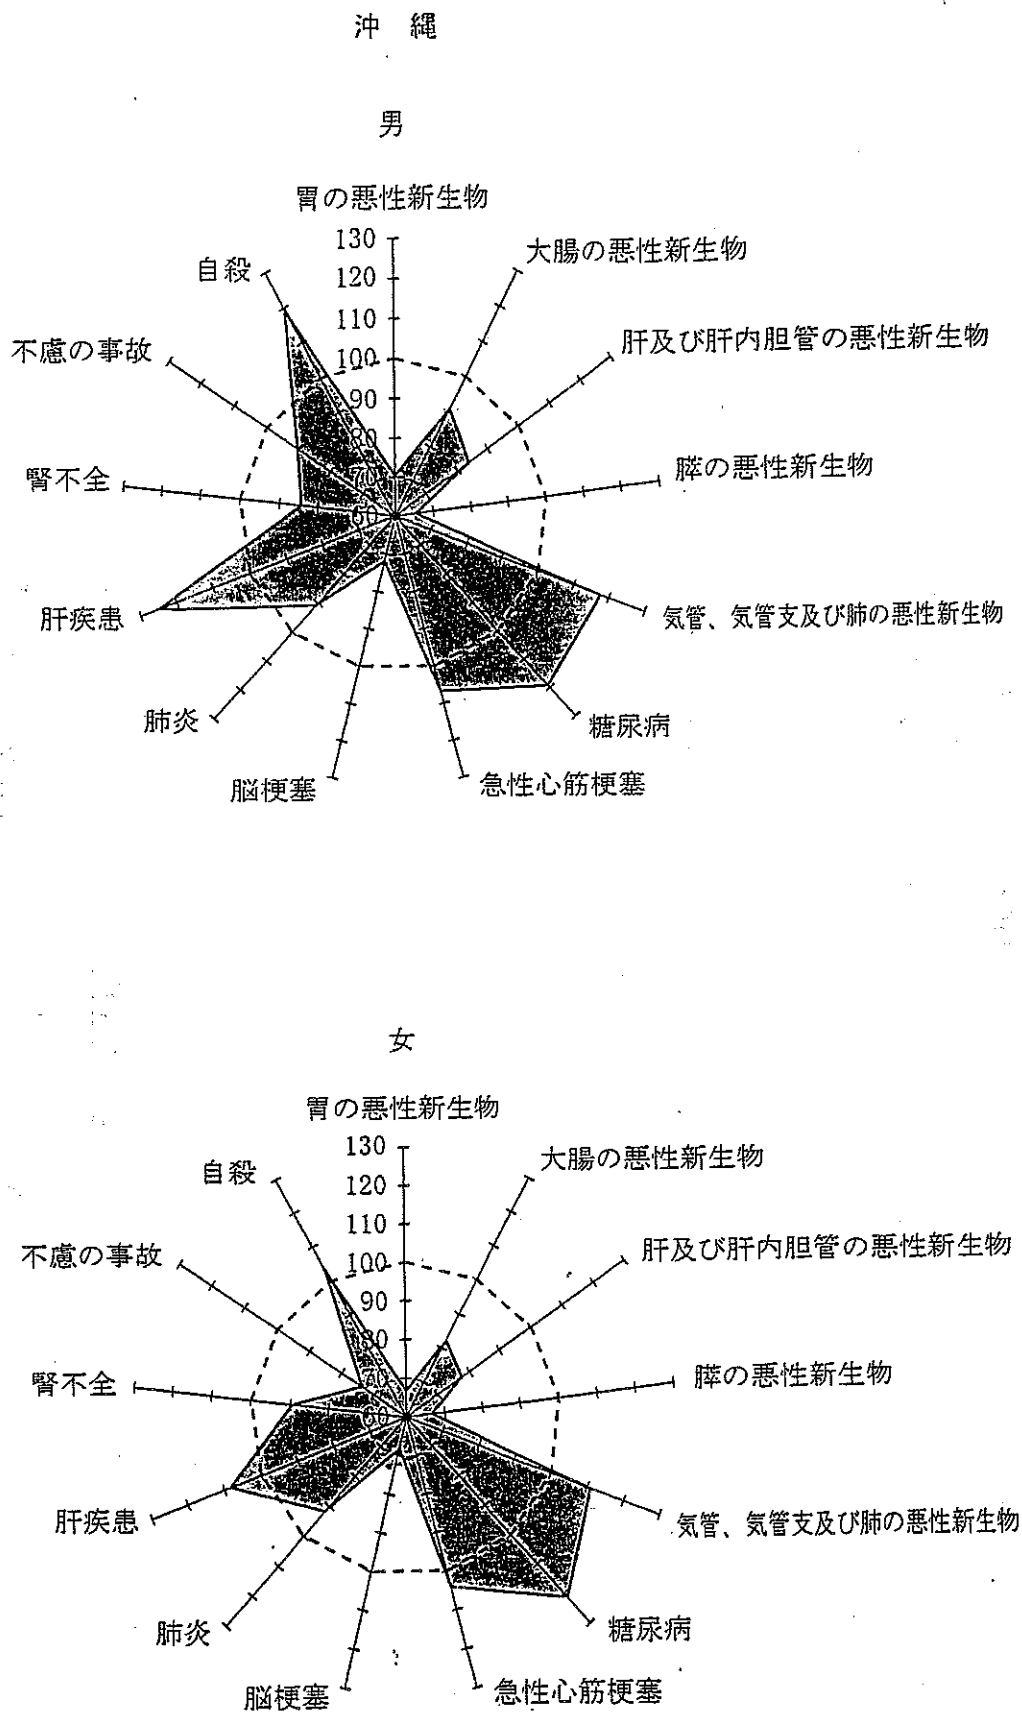 沖 縄
男
胃の悪性新生物
130
大腸の悪性新生物
120
自殺
110
肝及び肝内胆管の悪性新生物
不慮の事故
100
90
80
膵の悪性新生物
腎不全
70
60
気管、気管支及び肺の悪性新生物
肝疾患
肺炎
糖尿病
脳梗塞
急性心筋梗塞
女
胃の悪性新生物
130
大腸の悪性新生物
自殺
120
110
肝及び肝内胆管の悪性新生物
不慮の事故
100
90
80
膵の悪性新生物
腎不全
70
60
気管、気管支及び肺の悪性新生物
肝疾患
肺炎
糖尿病
脳梗塞
急性心筋梗塞